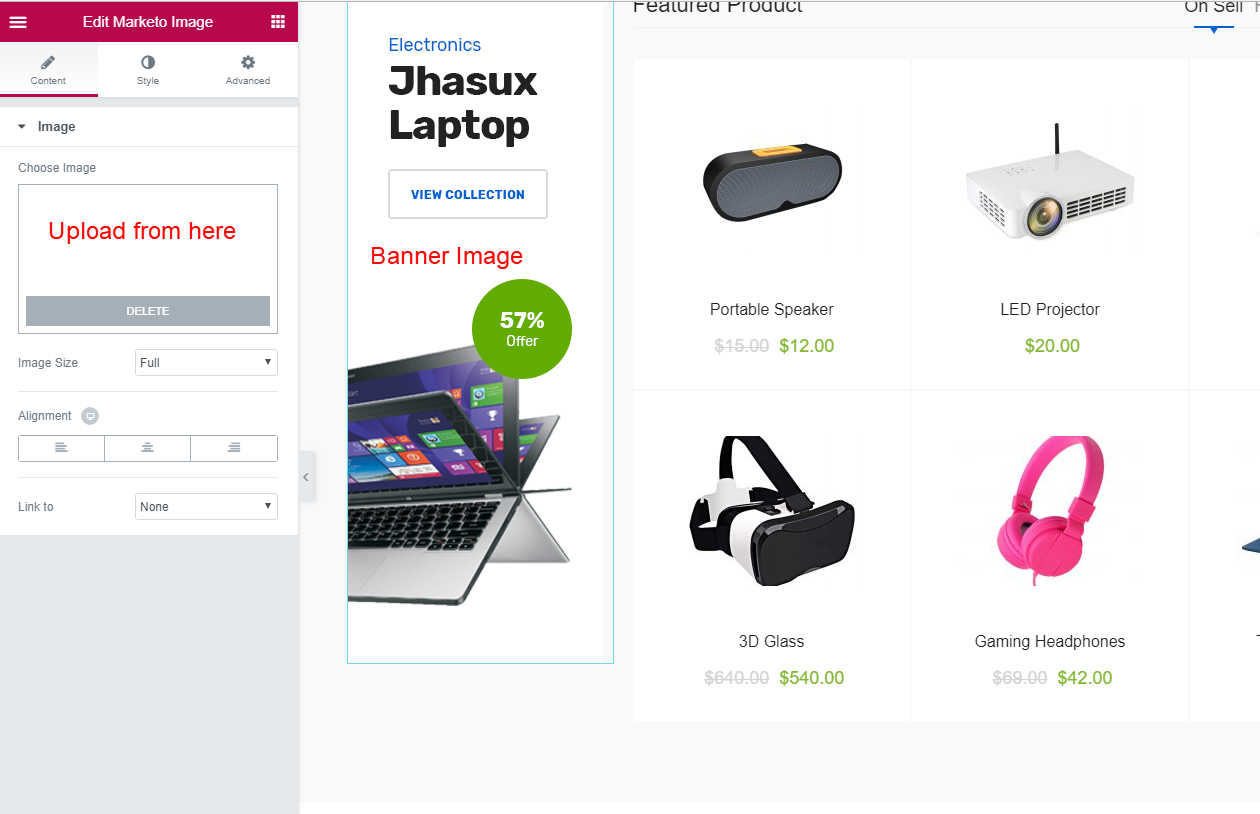 Edit Marketo Image
Content
Style
Advanced
Image
Choose Image
Upload from here
DELETE
Image Size
Full
Alignment
Link to
None
Electronics
Jhasux
Laptop
VIEW COLLECTION
Banner Image
57%
Offer
Featured Product
On Sell
Portable Speaker
$15.00 $12.00
LED Projector
$20.00
3D Glass
$640.00 $540.00
Gaming Headphones
$69.00 $42.00